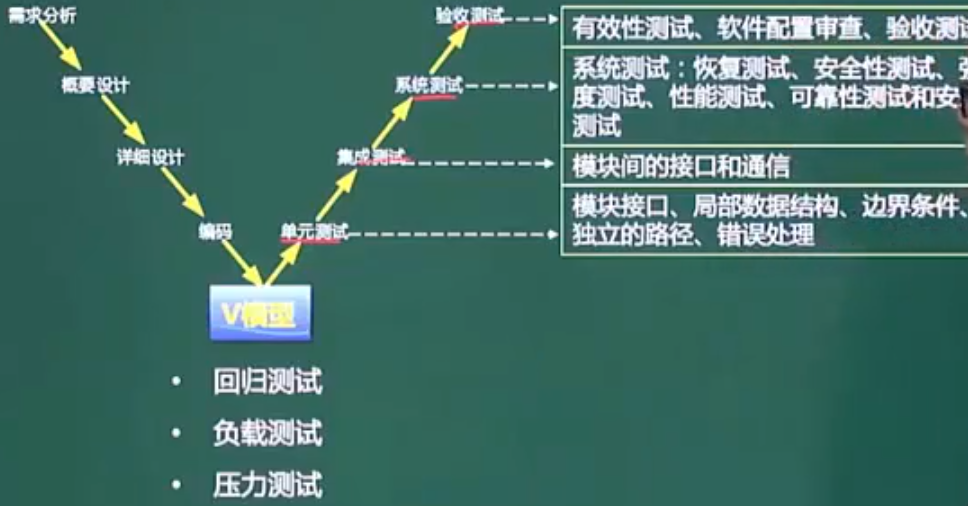 需求分析
概要设计
详细设计
编码
单元测试
集成测试
系统测试
验收测试
有效性测试、软件配置审查、验收测试
系统测试：恢复测试、安全性测试、强
度测试、性能测试、可靠性测试和安
测试
模块间的接口和通信
模块接口、局部数据结构、边界条件、
独立的路径、错误处理
V模型
• 回归测试
• 负载测试
• 压力测试